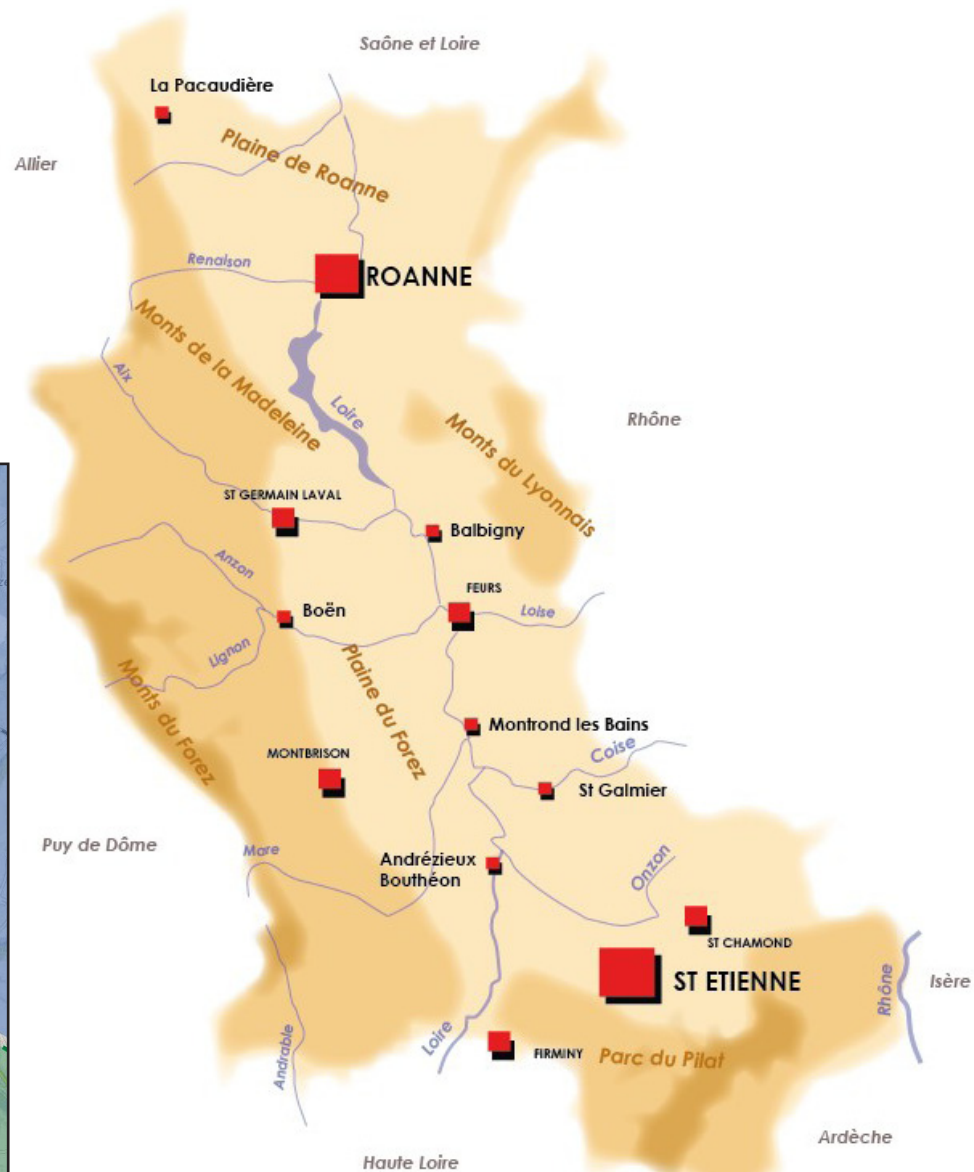 Saône et Loire
La Pacaudière
Allier
Plaine de Roanne
Renaison
ROANNE
Monts de la Madeleine
Aix
Loire
Rhône
Monts du Lyonnais
ST GERMAIN LAVAL
Balbigny
Anzon
FEURS
Boën
Loise
Lignon
Plaine du Forez
Monts du Forez
Montrond les Bains
MONTBRISON
Coise
St Galmier
Puy de Dôme
Mare
Andrézieux
Bouthéon
Onzon
ST CHAMOND
ST ETIENNE
Rhône
Isère
Loire
Andrable
FIRMINY
Parc du Pilat
Ardèche
Haute Loire